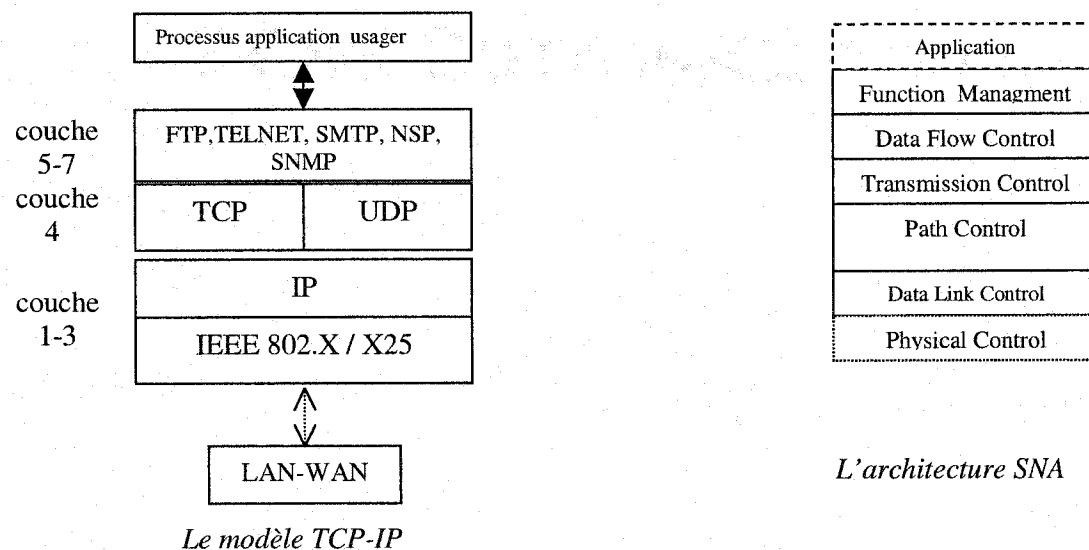 Processus application usager
couche
5-7
FTP,TELNET, SMTP, NSP,
SNMP
couche
4
TCP
UDP
couche
1-3
IP
IEEE 802.X / X25
LAN-WAN
Le modèle TCP-IP
Application
Function Managment
Data Flow Control
Transmission Control
Path Control
Data Link Control
Physical Control
L'architecture SNA